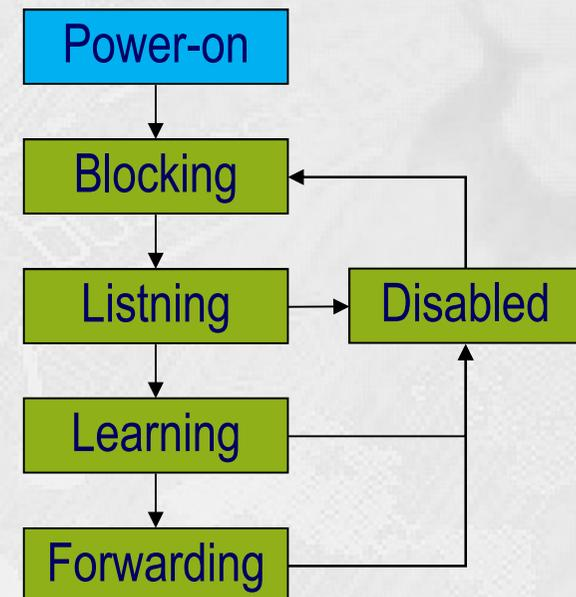 Power-on
Blocking
Listning
Disabled
Learning
Forwarding